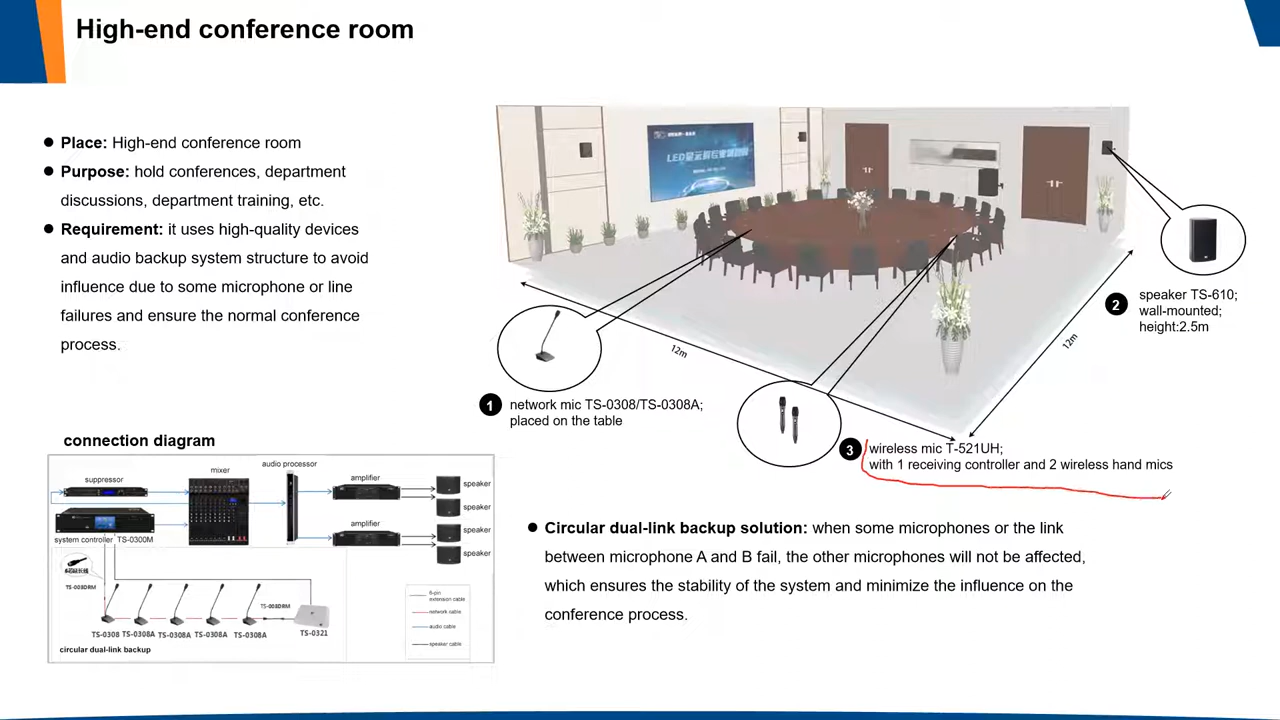 High-end conference room
Place: High-end conference room
Purpose: hold conferences, department
discussions, department training, etc.
Requirement: it uses high-quality devices
and audio backup system structure to avoid
influence due to some microphone or line
failures and ensure the normal conference
process.
12m
12m
1
network mic TS-0308/TS-0308A;
placed on the table
2
speaker TS-610;
wall-mounted;
height:2.5m
3
wireless mic T-521UH;
with 1 receiving controller and 2 wireless hand mics
connection diagram
suppressor
mixer
audio processor
amplifier
speaker
speaker
amplifier
speaker
speaker
system controller TS-0300M
TS-008DRM
TS-008DRM
TS-0308
TS-0308A
TS-0308A
TS-0308A
TS-0308A
TS-0321
6-pin
extension cable
network cable
audio cable
speaker cable
circular dual-link backup
Circular dual-link backup solution: when some microphones or the link
between microphone A and B fail, the other microphones will not be affected,
which ensures the stability of the system and minimize the influence on the
conference process.